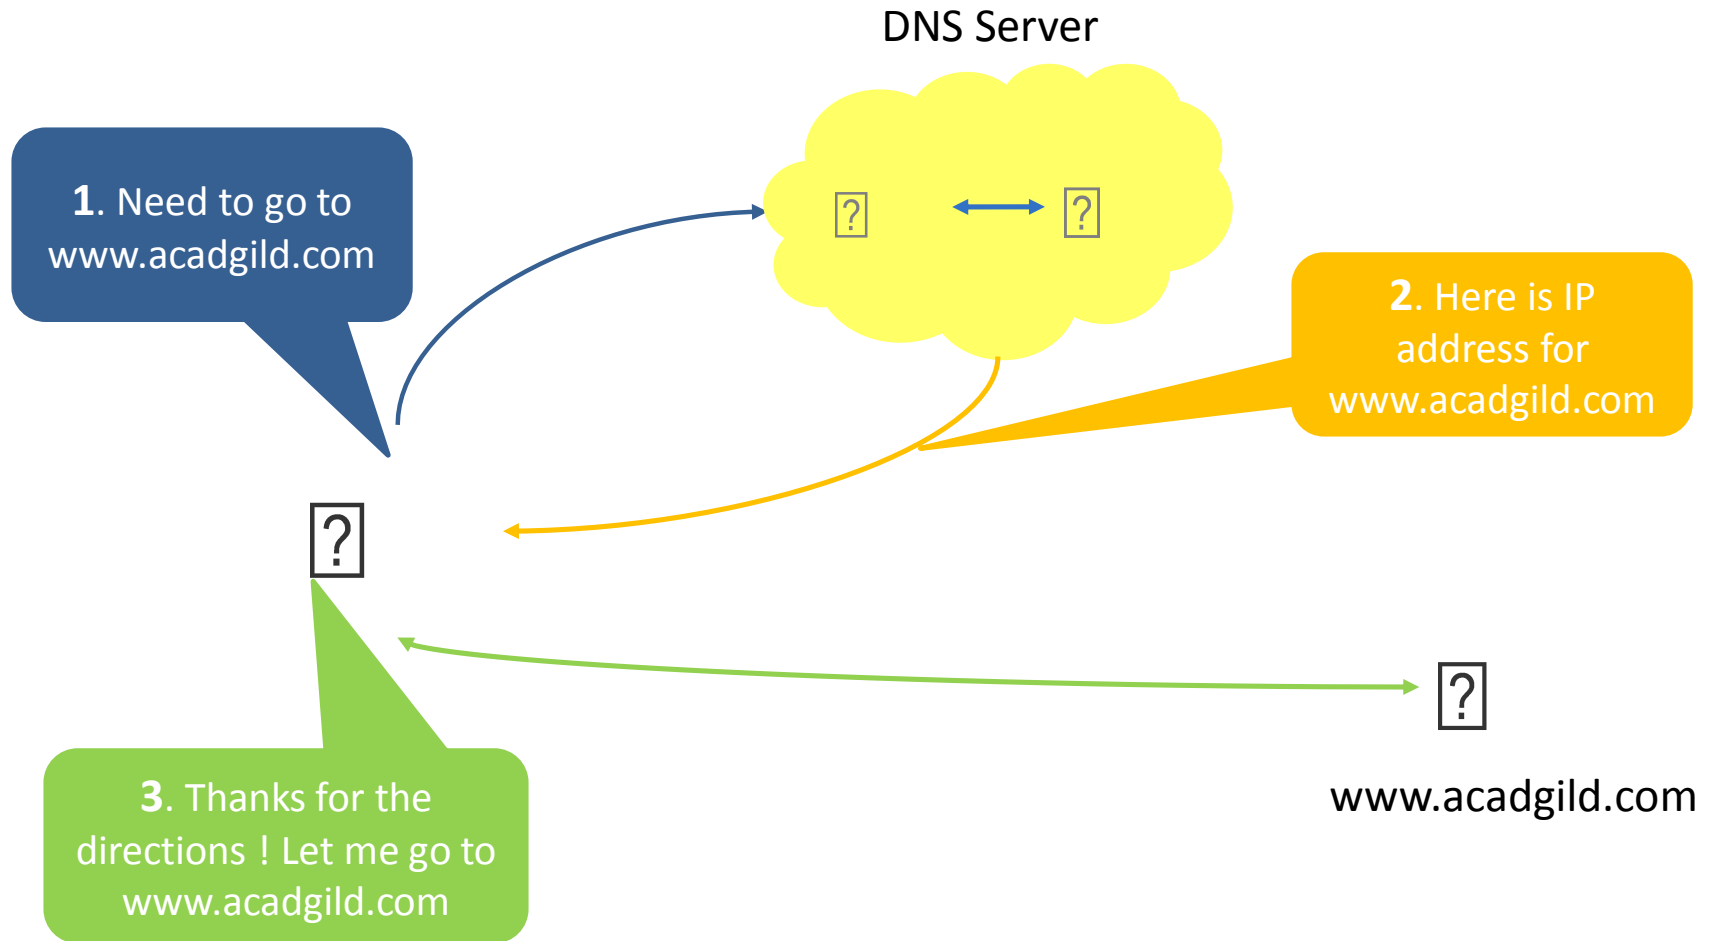 DNS Server
1. Need to go to
www.acadgild.com
2. Here is IP
address for
www.acadgild.com
3. Thanks for the
directions ! Let me go to
www.acadgild.com
www.acadgild.com